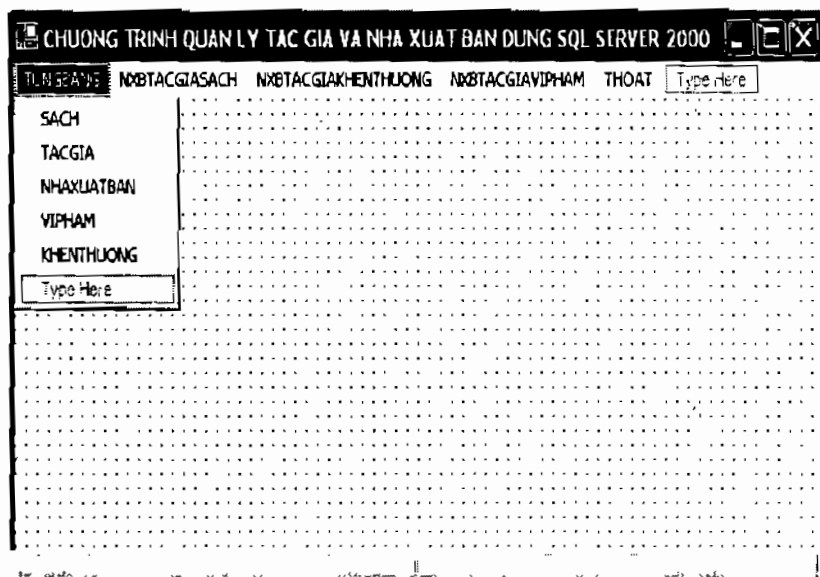 CHUONG TRINH QUAN LY TAC GIA VA NHA XUAT BAN DUNG SQL SERVER 2000
TUNGBANG NXBTACGIASACH NXBTACGIAKHENTHUONG NXBTACGIAVIPHAM THOAT Type Here
SACH
TACGIA
NHAXUATBAN
VIPHAM
KHENTHUONG
Type Here